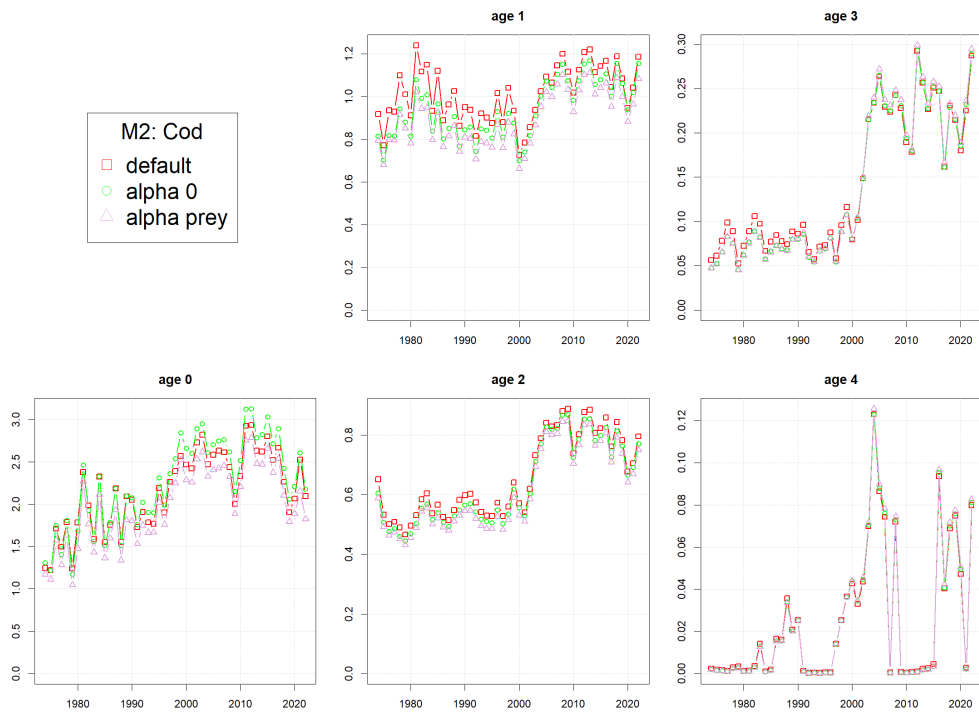 M2: Cod
default
alpha 0
alpha prey
age 1
0.0 0.2 0.4 0.6 0.8 1.0 1.2
1980 1990 2000 2010 2020
age 3
0.00 0.05 0.10 0.15 0.20 0.25 0.30
1980 1990 2000 2010 2020
age 0
0.0 0.5 1.0 1.5 2.0 2.5 3.0
1980 1990 2000 2010 2020
age 2
0.0 0.2 0.4 0.6 0.8
1980 1990 2000 2010 2020
age 4
0.00 0.02 0.04 0.06 0.08 0.10 0.12
1980 1990 2000 2010 2020